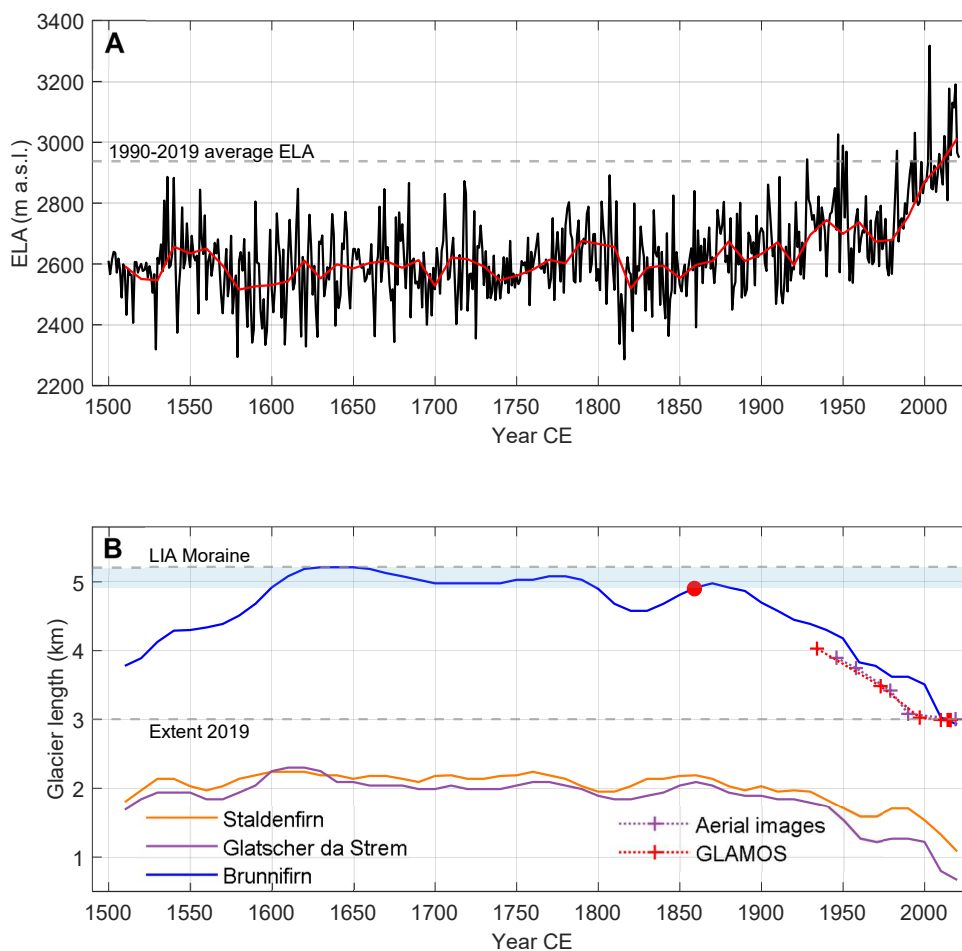 A
3400
3200
3000
2800
2600
2400
2200
ELA (m a.s.l.)
1990-2019 average ELA
1500 1550 1600 1650 1700 1750 1800 1850 1900 1950 2000
Year CE
B
LIA Moraine
5
4
3
2
1
Glacier length (km)
Extent 2019
Staldenfirn
Glatscher da Strem
Brunnifirn
Aerial images
GLAMOS
1500 1550 1600 1650 1700 1750 1800 1850 1900 1950 2000
Year CE